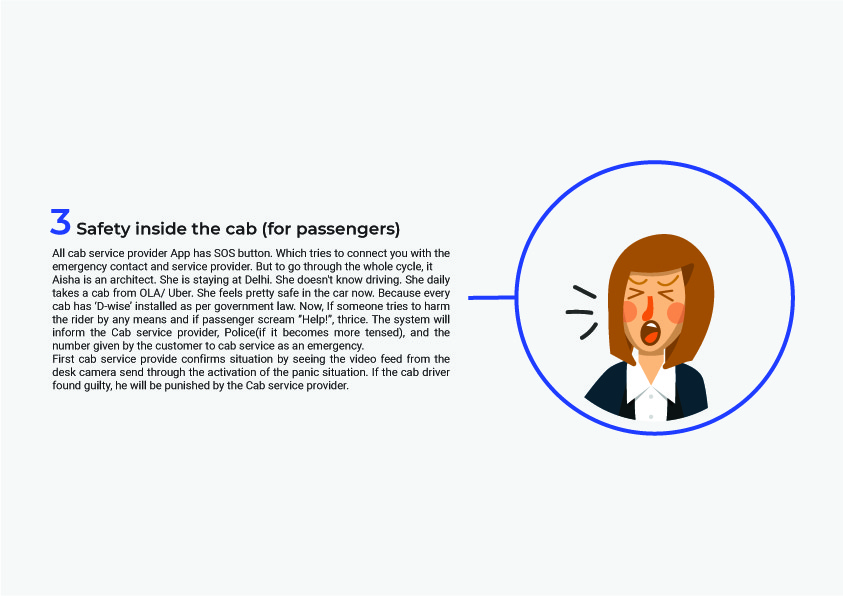 3 Safety inside the cab (for passengers)
All cab service provider App has SOS button. Which tries to connect you with the
emergency contact and service provider. But to go through the whole cycle, it
Aisha is an architect. She is staying at Delhi. She doesn't know driving. She daily
takes a cab from OLA/ Uber. She feels pretty safe in the car now. Because every
cab has ‘D-wise’ installed as per government law. Now, If someone tries to harm
the rider by any means and if passenger scream “Help!”, thrice. The system will
inform the Cab service provider, Police(if it becomes more tensed), and the
number given by the customer to cab service as an emergency.
First cab service provide confirms situation by seeing the video feed from the
desk camera send through the activation of the panic situation. If the cab driver
found guilty, he will be punished by the Cab service provider.